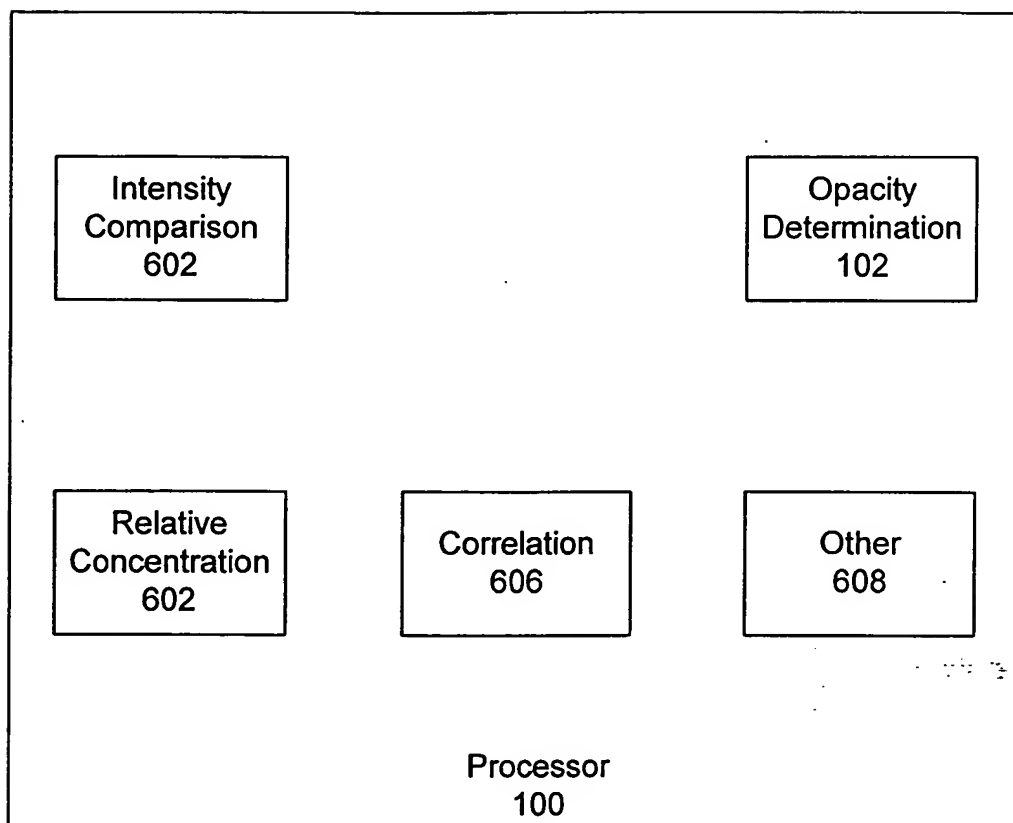 Intensity
Comparison
602
Opacity
Determination
102
Relative
Concentration
602
Correlation
606
Other
608
Processor
100